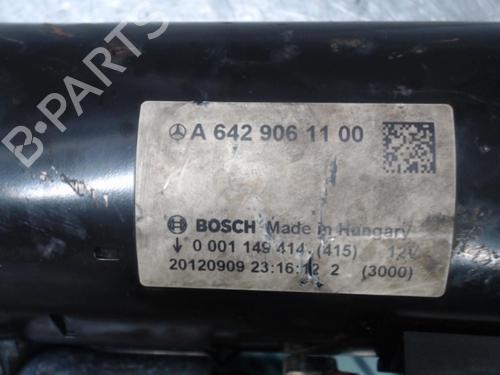 A 642 906 11 00
BOSCH Made in Hungary
0 001 149 414 (415) 12V
20120909 23:16:12 2 (3000)
B-PARTS